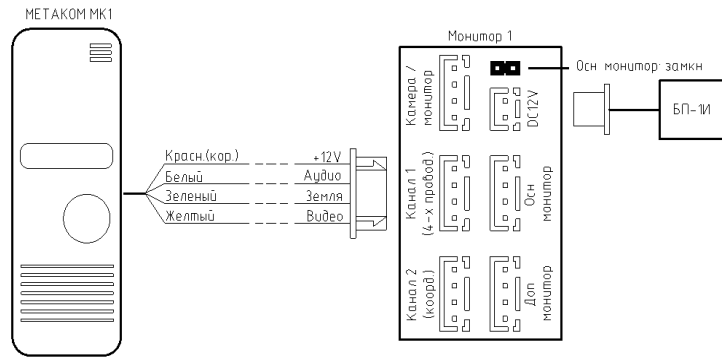 МЕТАКОМ МК1
Монитор 1
Камера /
монитор
DC12V
Осн. монитор: замкн
БП-1И
Красн.(кор.)
+12V
Белый
Аудио
Зеленый
Земля
Желтый
Видео
Канал 1
(4-х провод.)
Осн
монитор
Канал 2
(коорд.)
Доп
монитор